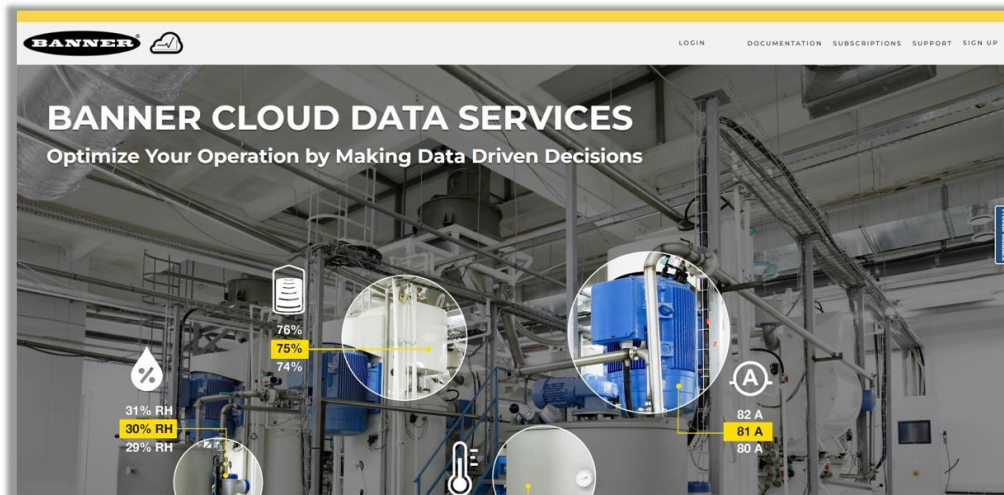 BANNER
LOGIN DOCUMENTATION SUBSCRIPTIONS SUPPORT SIGN UP
BANNER CLOUD DATA SERVICES
Optimize Your Operation by Making Data Driven Decisions
76%
75%
74%
%
31% RH
30% RH
29% RH
A
82 A
81 A
80 A